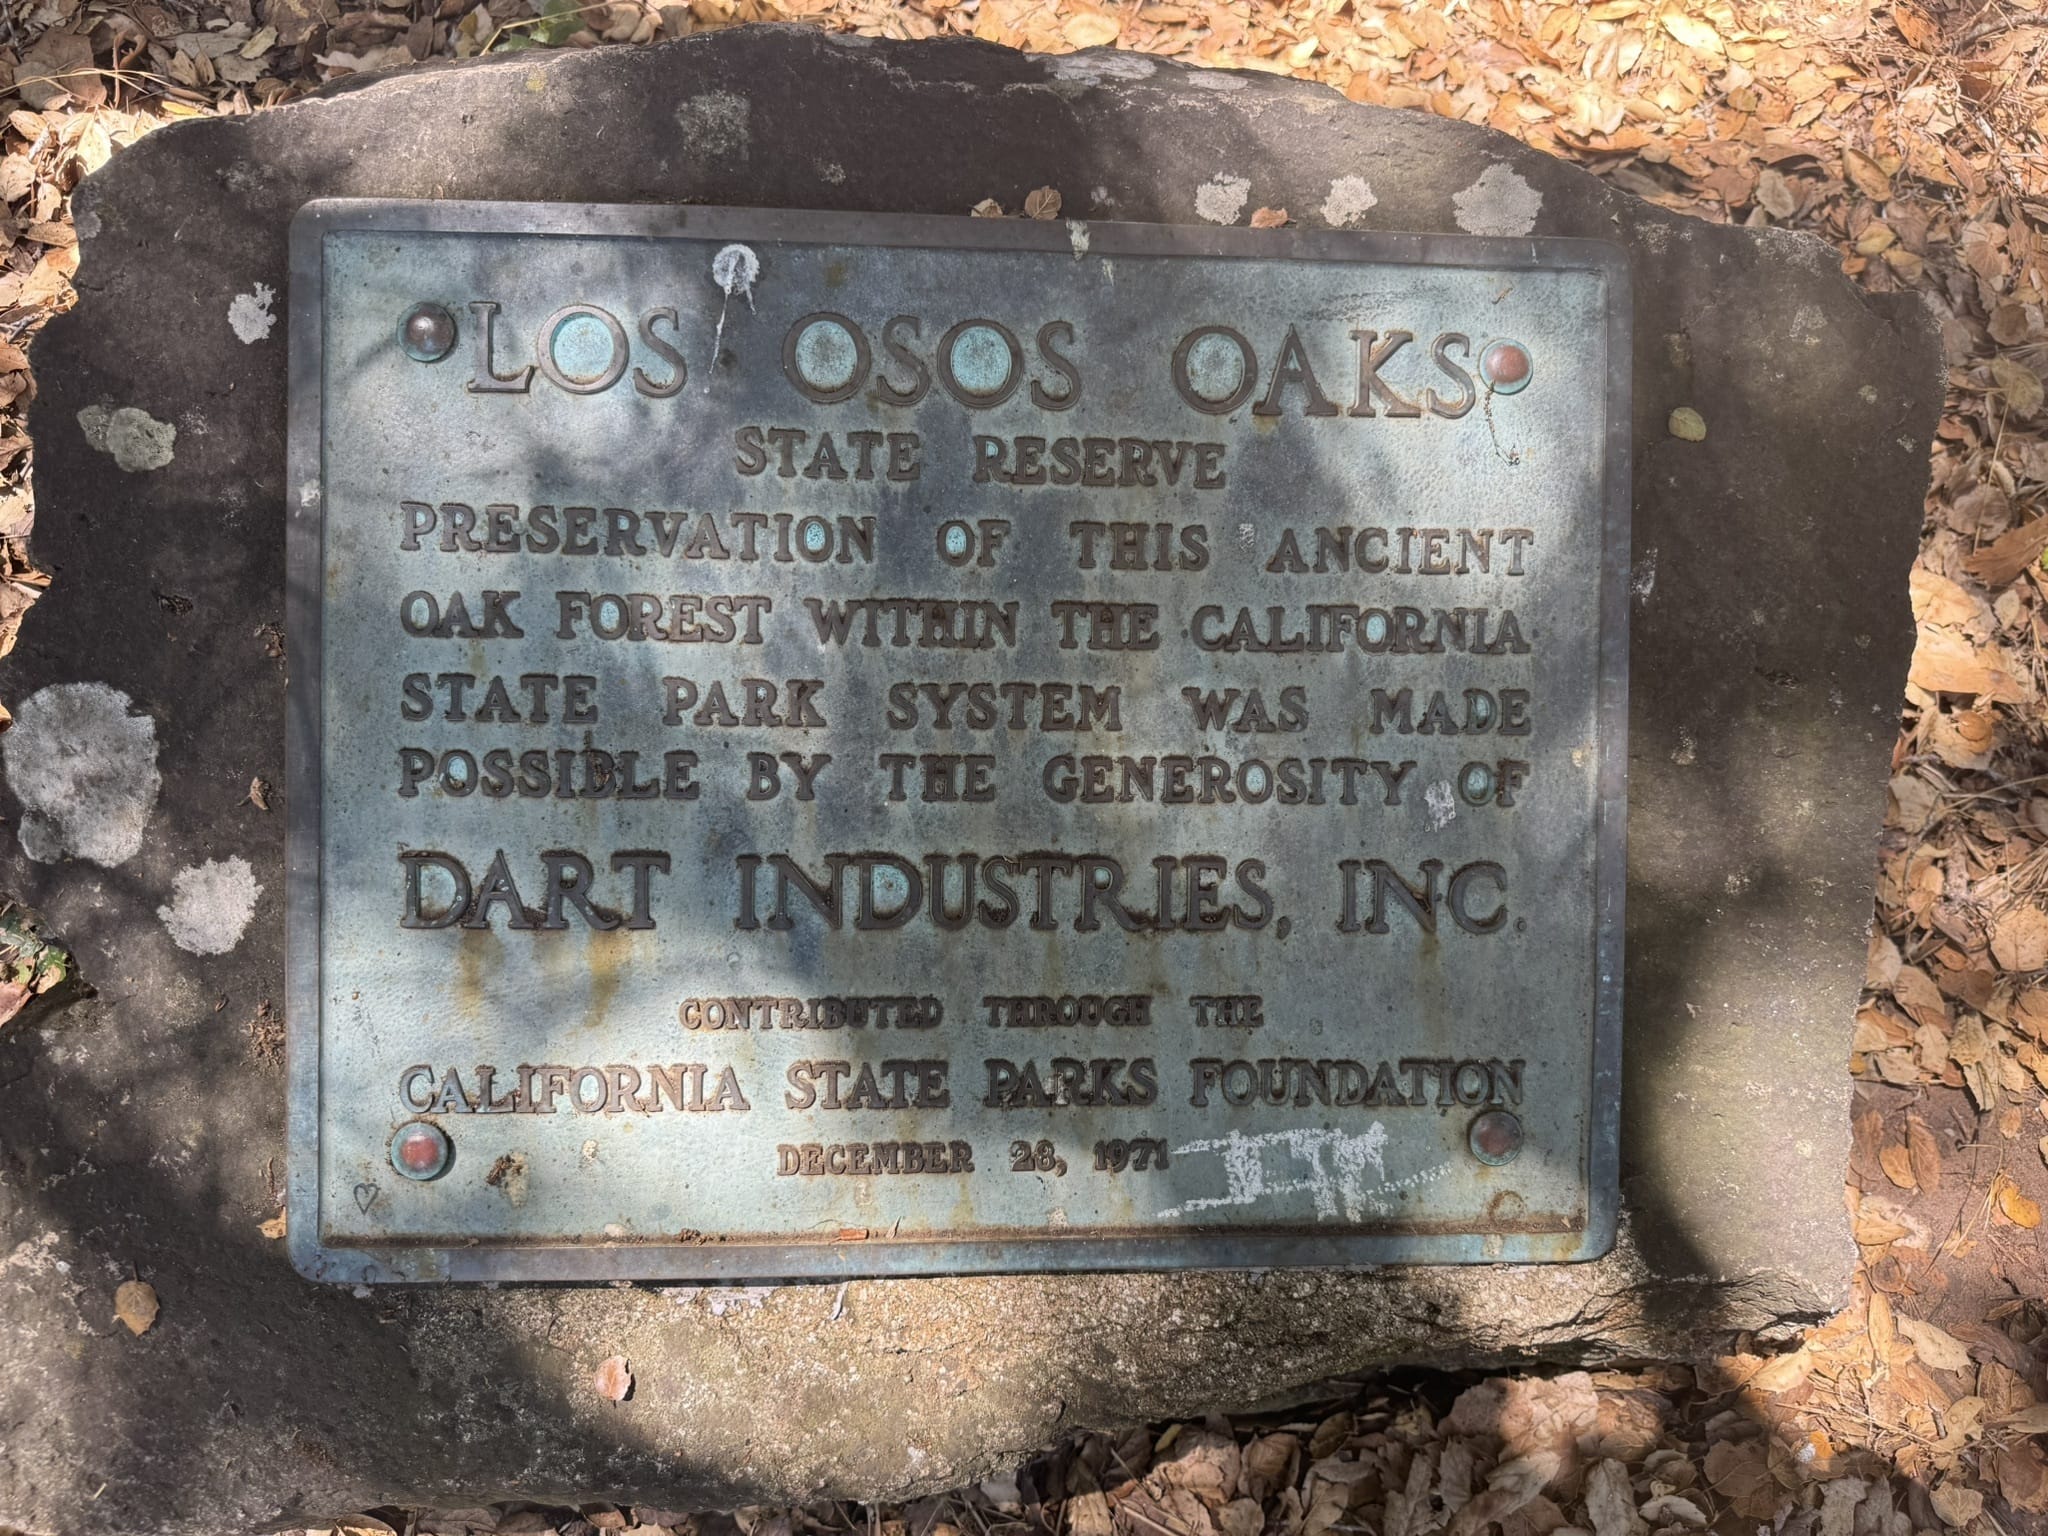 LOS OSOS OAKS
STATE RESERVE
PRESERVATION OF THIS ANCIENT
OAK FOREST WITHIN THE CALIFORNIA
STATE PARK SYSTEM WAS MADE
POSSIBLE BY THE GENEROSITY OF
DART INDUSTRIES, INC.
CONTRIBUTED THROUGH THE
CALIFORNIA STATE PARKS FOUNDATION
DECEMBER 28, 1971